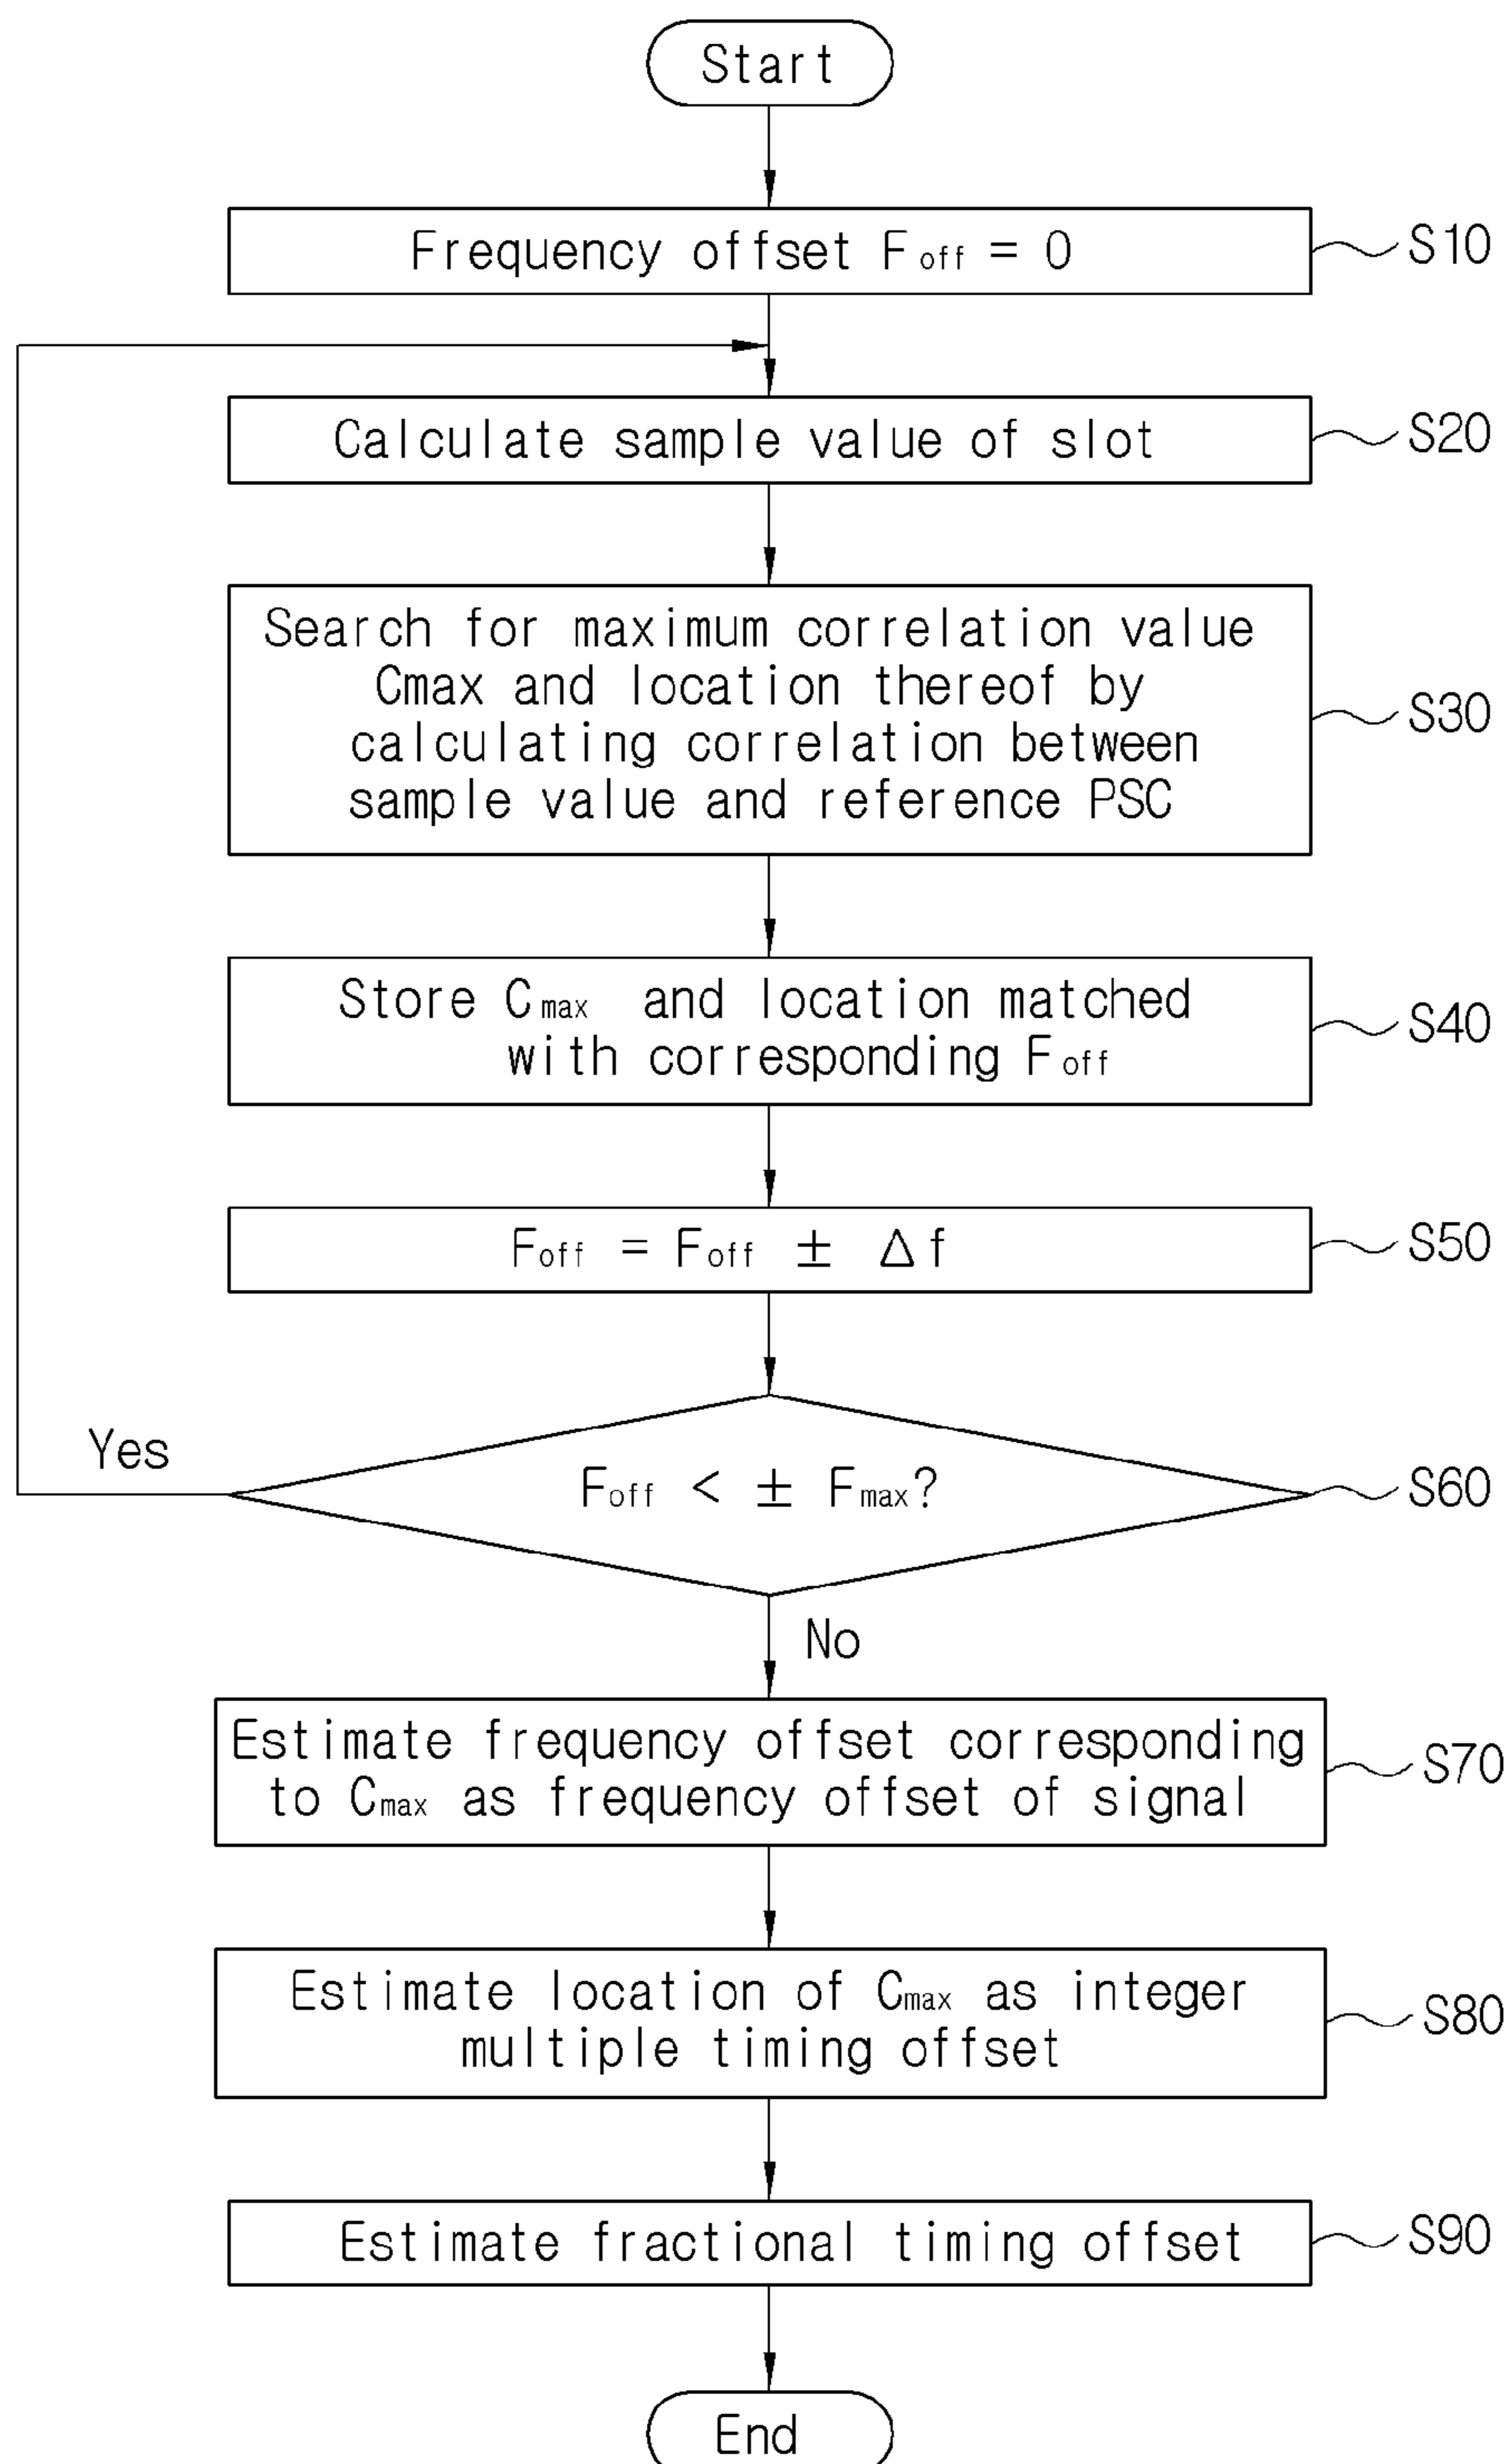 Start
Frequency offset Foff = 0
S10
Calculate sample value of slot
S20
Search for maximum correlation value
Cmax and location thereof by
calculating correlation between
sample value and reference PSC
S30
Store Cmax and location matched
with corresponding Foff
S40
Foff = Foff ± Δf
S50
Yes
Foff < ± Fmax?
S60
No
Estimate frequency offset corresponding
to Cmax as frequency offset of signal
S70
Estimate location of Cmax as integer
multiple timing offset
S80
Estimate fractional timing offset
S90
End